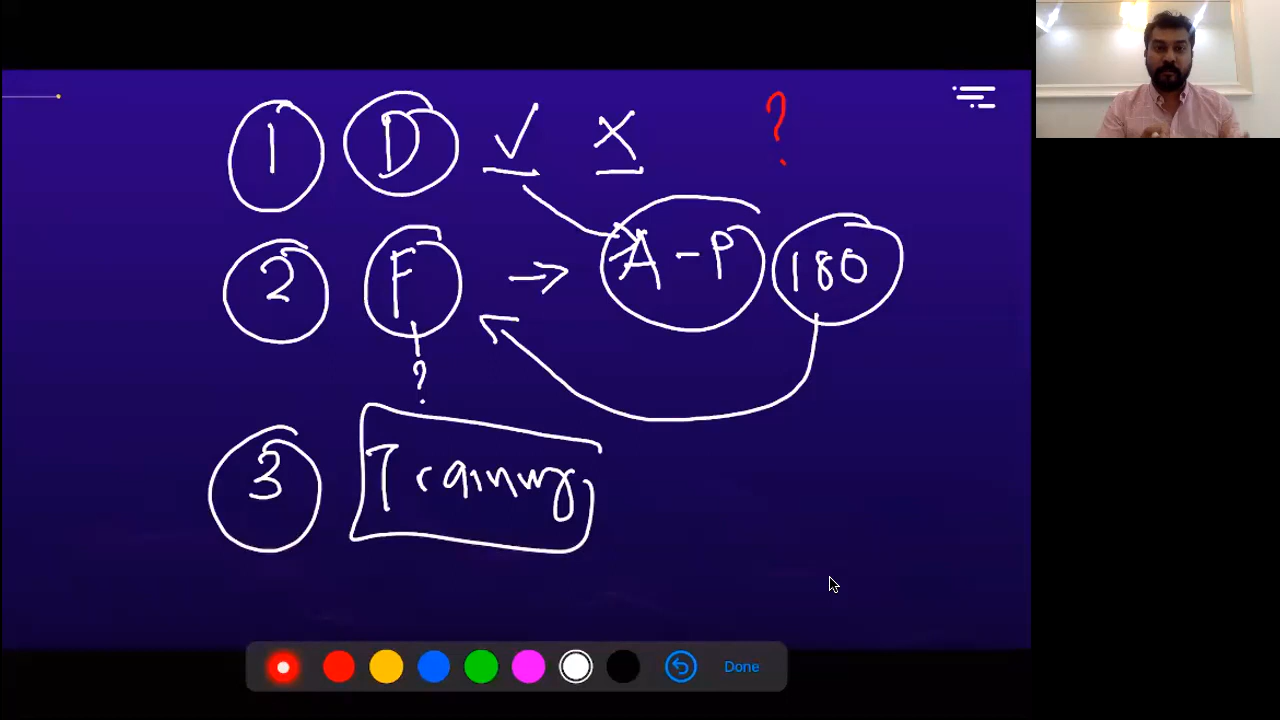 1 D ✓ X ?
2 F → A - P 180
?
3 Training
Done